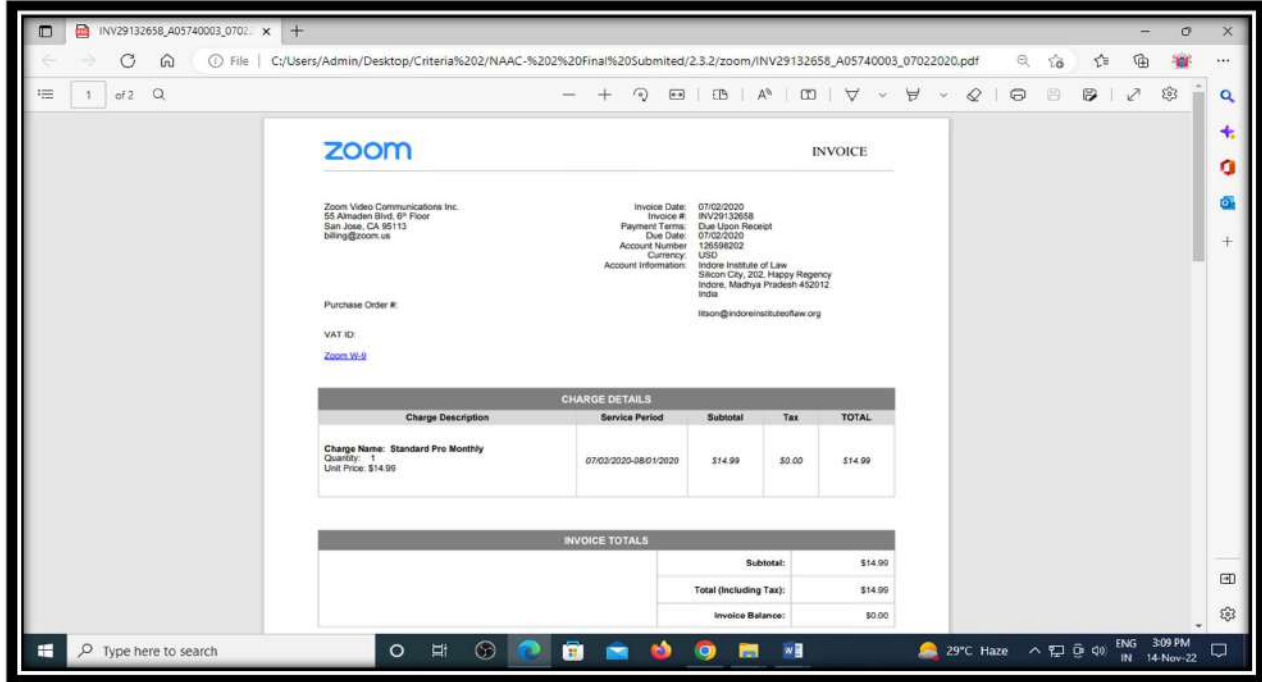 INV29132658_A05740003_0702
File
C:/Users/Admin/Desktop/Criteria%202/NAAC-%202%20Final%20Submited/2.3.2/zoom/INV29132658_A05740003_07022020.pdf
1 of 2
zoom
INVOICE
Zoom Video Communications Inc.
55 Almaden Blvd, 6th Floor
San Jose, CA 95113
billing@zoom.us
Invoice Date: 07/02/2020
Invoice #: INV29132658
Payment Terms: Due Upon Receipt
Due Date: 07/02/2020
Account Number 126598202
Currency: USD
Account Information: Indore Institute of Law
Silicon City, 202, Happy Regency
Indore, Madhya Pradesh 452012
India
Purchase Order #:
VAT ID:
Zoom W-9
CHARGE DETAILS
Charge Description Service Period Subtotal Tax TOTAL
Charge Name: Standard Pro Monthly
Quantity: 1
Unit Price: $14.99
07/02/2020-08/01/2020 $14.99 $0.00 $14.99
INVOICE TOTALS
Subtotal: $14.99
Total (Including Tax): $14.99
Invoice Balance: $0.00
Type here to search
29°C Haze
ENG
IN
3:09 PM
14-Nov-22